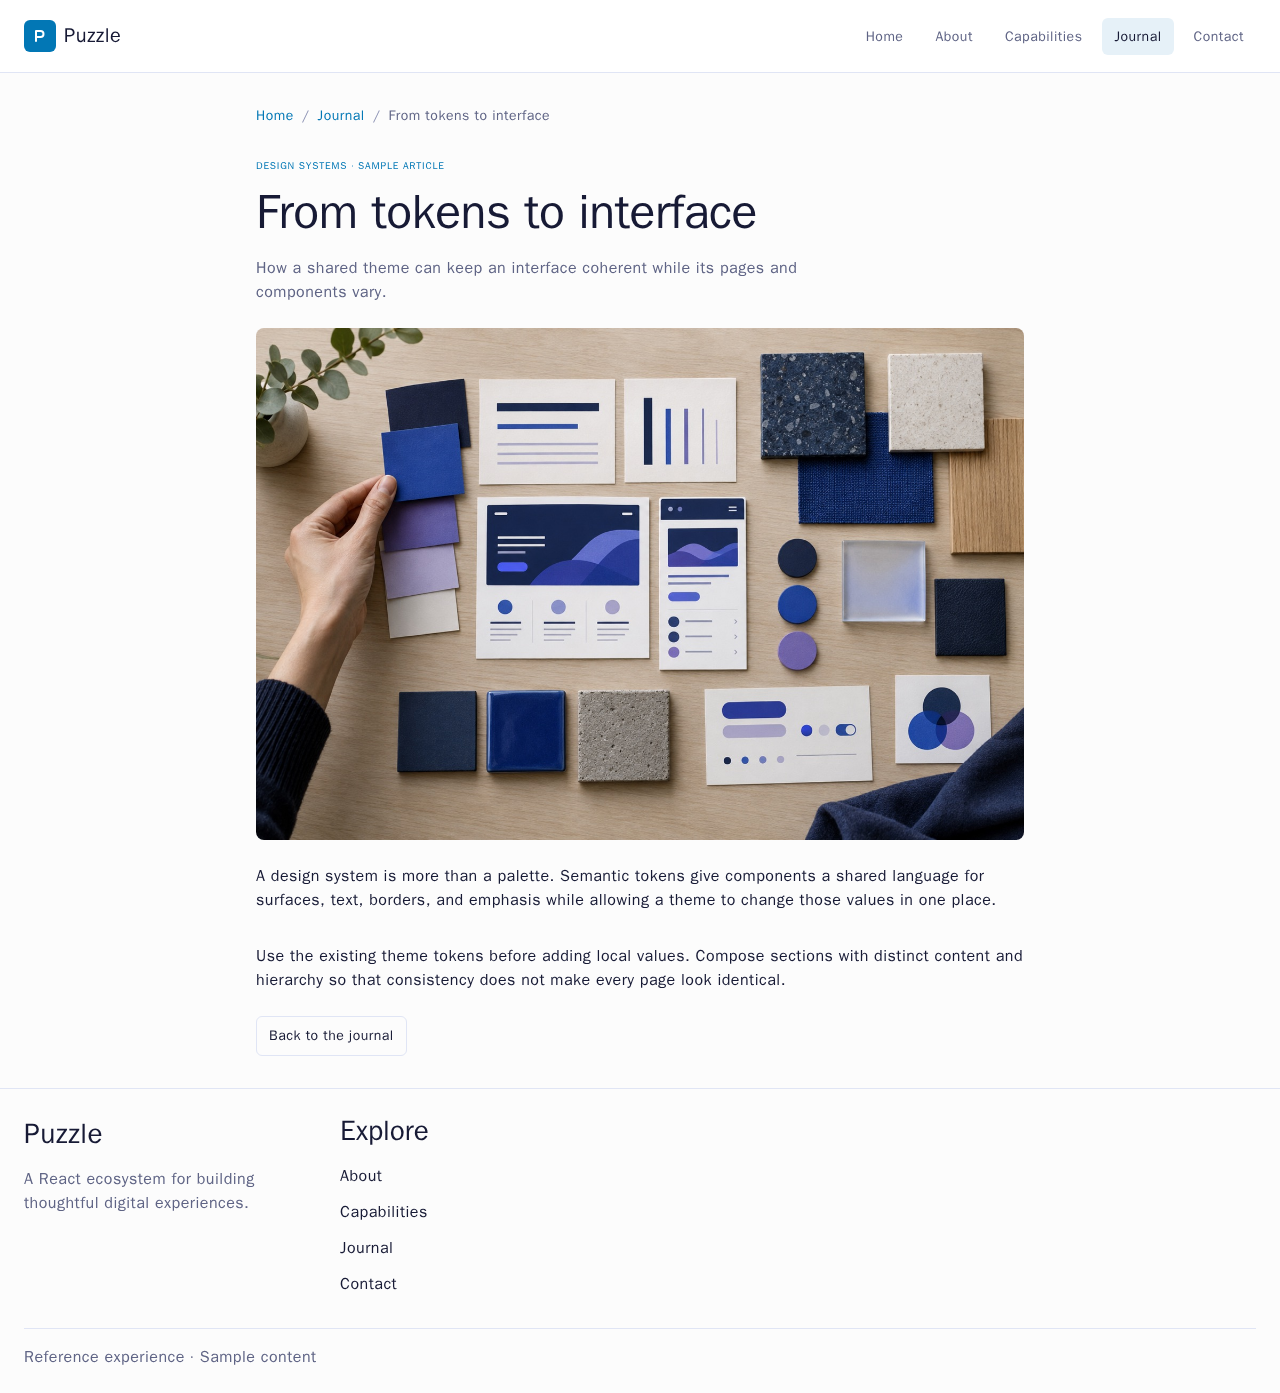 P Puzzle
Home About Capabilities Journal Contact
Home / Journal / From tokens to interface
DESIGN SYSTEMS · SAMPLE ARTICLE
From tokens to interface
How a shared theme can keep an interface coherent while its pages and
components vary.
A design system is more than a palette. Semantic tokens give components a shared language for
surfaces, text, borders, and emphasis while allowing a theme to change those values in one place.
Use the existing theme tokens before adding local values. Compose sections with distinct content and
hierarchy so that consistency does not make every page look identical.
Back to the journal
Puzzle
A React ecosystem for building
thoughtful digital experiences.
Explore
About
Capabilities
Journal
Contact
Reference experience · Sample content